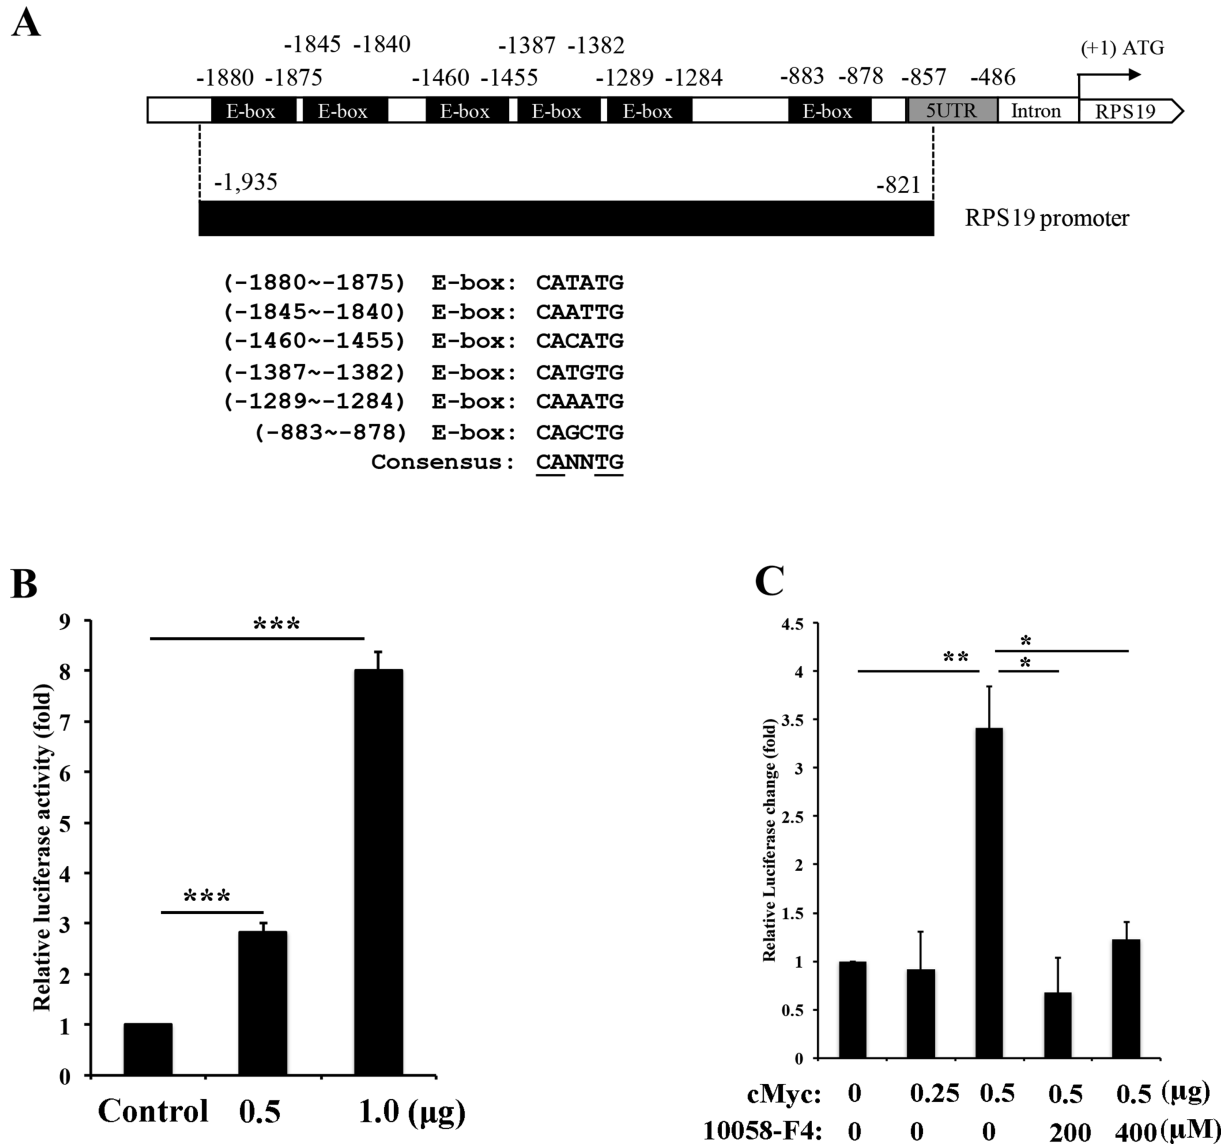 A
-1845 -1840 -1387 -1382 (+1) ATG
-1880 -1875 -1460 -1455 -1289 -1284 -883 -878 -857 -486
E-box E-box E-box E-box E-box E-box 5UTR Intron RPS19
-1,935 -821
RPS19 promoter
(-1880~-1875) E-box: CATATG
(-1845~-1840) E-box: CAATTG
(-1460~-1455) E-box: CACATG
(-1387~-1382) E-box: CATGTG
(-1289~-1284) E-box: CAAATG
(-883~-878) E-box: CAGCTG
Consensus: CANNTG
B
Relative luciferase activity (fold)
9
8
7
6
5
4
3
2
1
0
***
***
Control 0.5 1.0 (µg)
C
Relative Luciferase change (fold)
4.5
4
3.5
3
2.5
2
1.5
1
0.5
0
**
*
*
cMyc: 0 0.25 0.5 0.5 0.5 (µg)
10058-F4: 0 0 0 200 400 (µM)